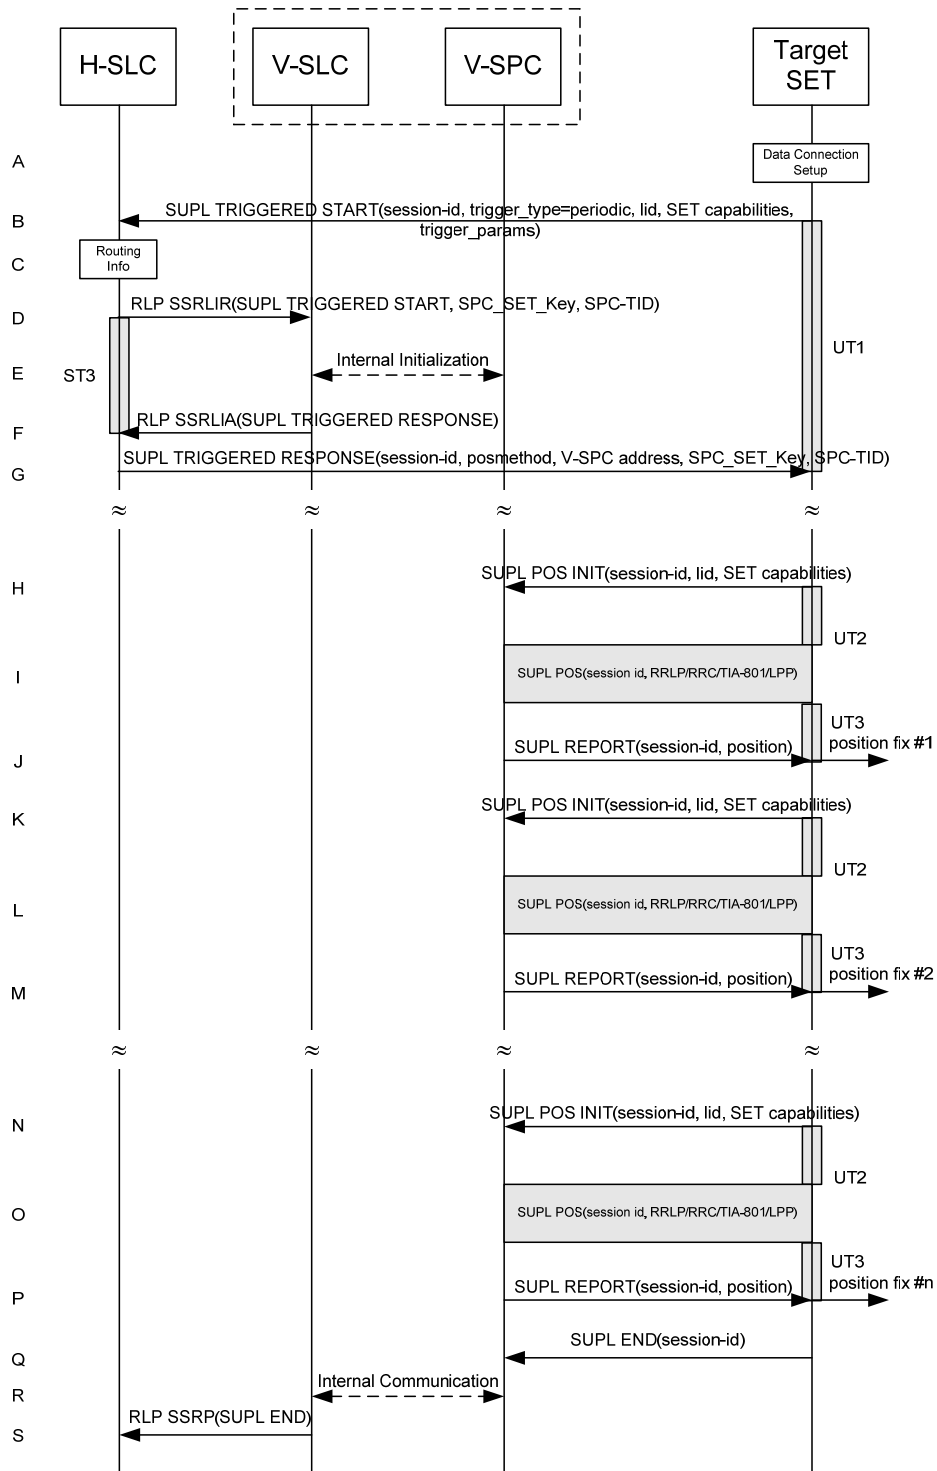 H-SLC
V-SLC
V-SPC
Target
SET
A
Data Connection
Setup
B
SUPL TRIGGERED START(session-id, trigger_type=periodic, lid, SET capabilities,
trigger_params)
C
Routing
Info
D
RLP SSRLIR(SUPL TRIGGERED START, SPC_SET_Key, SPC-TID)
UT1
E
ST3
Internal Initialization
F
RLP SSRLIA(SUPL TRIGGERED RESPONSE)
G
SUPL TRIGGERED RESPONSE(session-id, posmethod, V-SPC address, SPC_SET_Key, SPC-TID)
≈ ≈ ≈ ≈
H
SUPL POS INIT(session-id, lid, SET capabilities)
UT2
I
SUPL POS(session id, RRLP/RRC/TIA-801/LPP)
UT3
position fix #1
J
SUPL REPORT(session-id, position)
K
SUPL POS INIT(session-id, lid, SET capabilities)
UT2
L
SUPL POS(session id, RRLP/RRC/TIA-801/LPP)
UT3
position fix #2
M
SUPL REPORT(session-id, position)
≈ ≈ ≈ ≈
N
SUPL POS INIT(session-id, lid, SET capabilities)
UT2
O
SUPL POS(session id, RRLP/RRC/TIA-801/LPP)
UT3
position fix #n
P
SUPL REPORT(session-id, position)
Q
SUPL END(session-id)
R
Internal Communication
S
RLP SSRP(SUPL END)